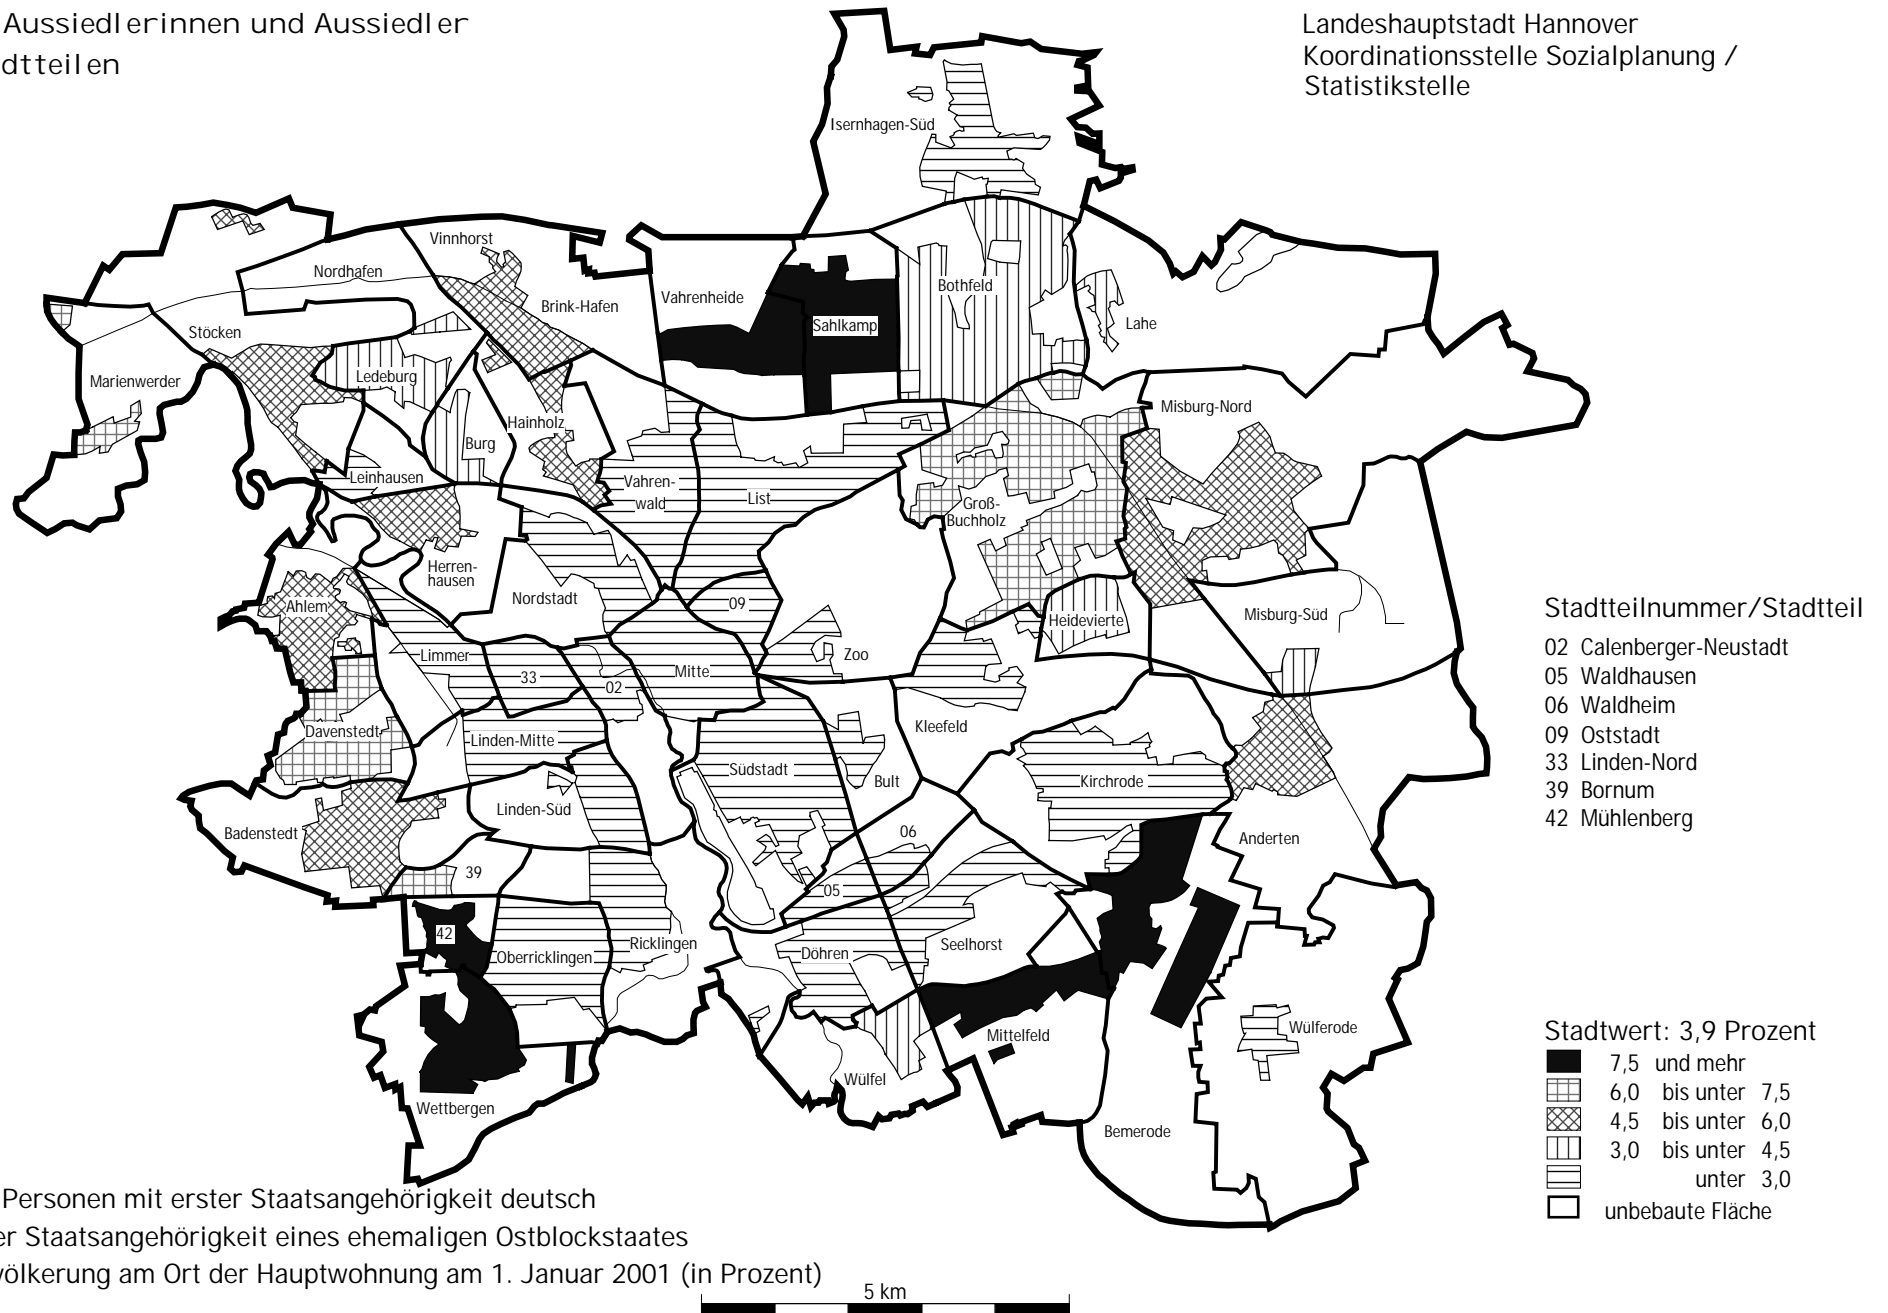 Aussiedlerinnen und Aussiedler
dtteilen
Landeshauptstadt Hannover
Koordinationsstelle Sozialplanung /
Statistikstelle
Isernhagen-Süd
Vinnhorst
Nordhafen
Brink-Hafen
Vahrenheide
Sahlkamp
Bothfeld
Lahe
Stöcken
Marienwerder
Ledeburg
Hainholz
Burg
Leinhausen
Vahren-
wald
List
Misburg-Nord
Groß-
Buchholz
Herren-
hausen
Nordstadt
09
Ahlem
Heidevierte
Misburg-Süd
Limmer
33
02
Mitte
Zoo
Davenstedt
Linden-Mitte
Kleefeld
Südstadt
Bult
Kirchrode
Linden-Süd
Badenstedt
06
Anderten
39
05
42
Oberricklingen
Ricklingen
Döhren
Seelhorst
Mittelfeld
Wülferode
Wülfel
Wettbergen
Bemerode
Stadtteilnummer/Stadtteil
02 Calenberger-Neustadt
05 Waldhausen
06 Waldheim
09 Oststadt
33 Linden-Nord
39 Bornum
42 Mühlenberg
Stadtwert: 3,9 Prozent
7,5 und mehr
6,0 bis unter 7,5
4,5 bis unter 6,0
3,0 bis unter 4,5
unter 3,0
unbebaute Fläche
Personen mit erster Staatsangehörigkeit deutsch
er Staatsangehörigkeit eines ehemaligen Ostblockstaates
völkerung am Ort der Hauptwohnung am 1. Januar 2001 (in Prozent)
5 km